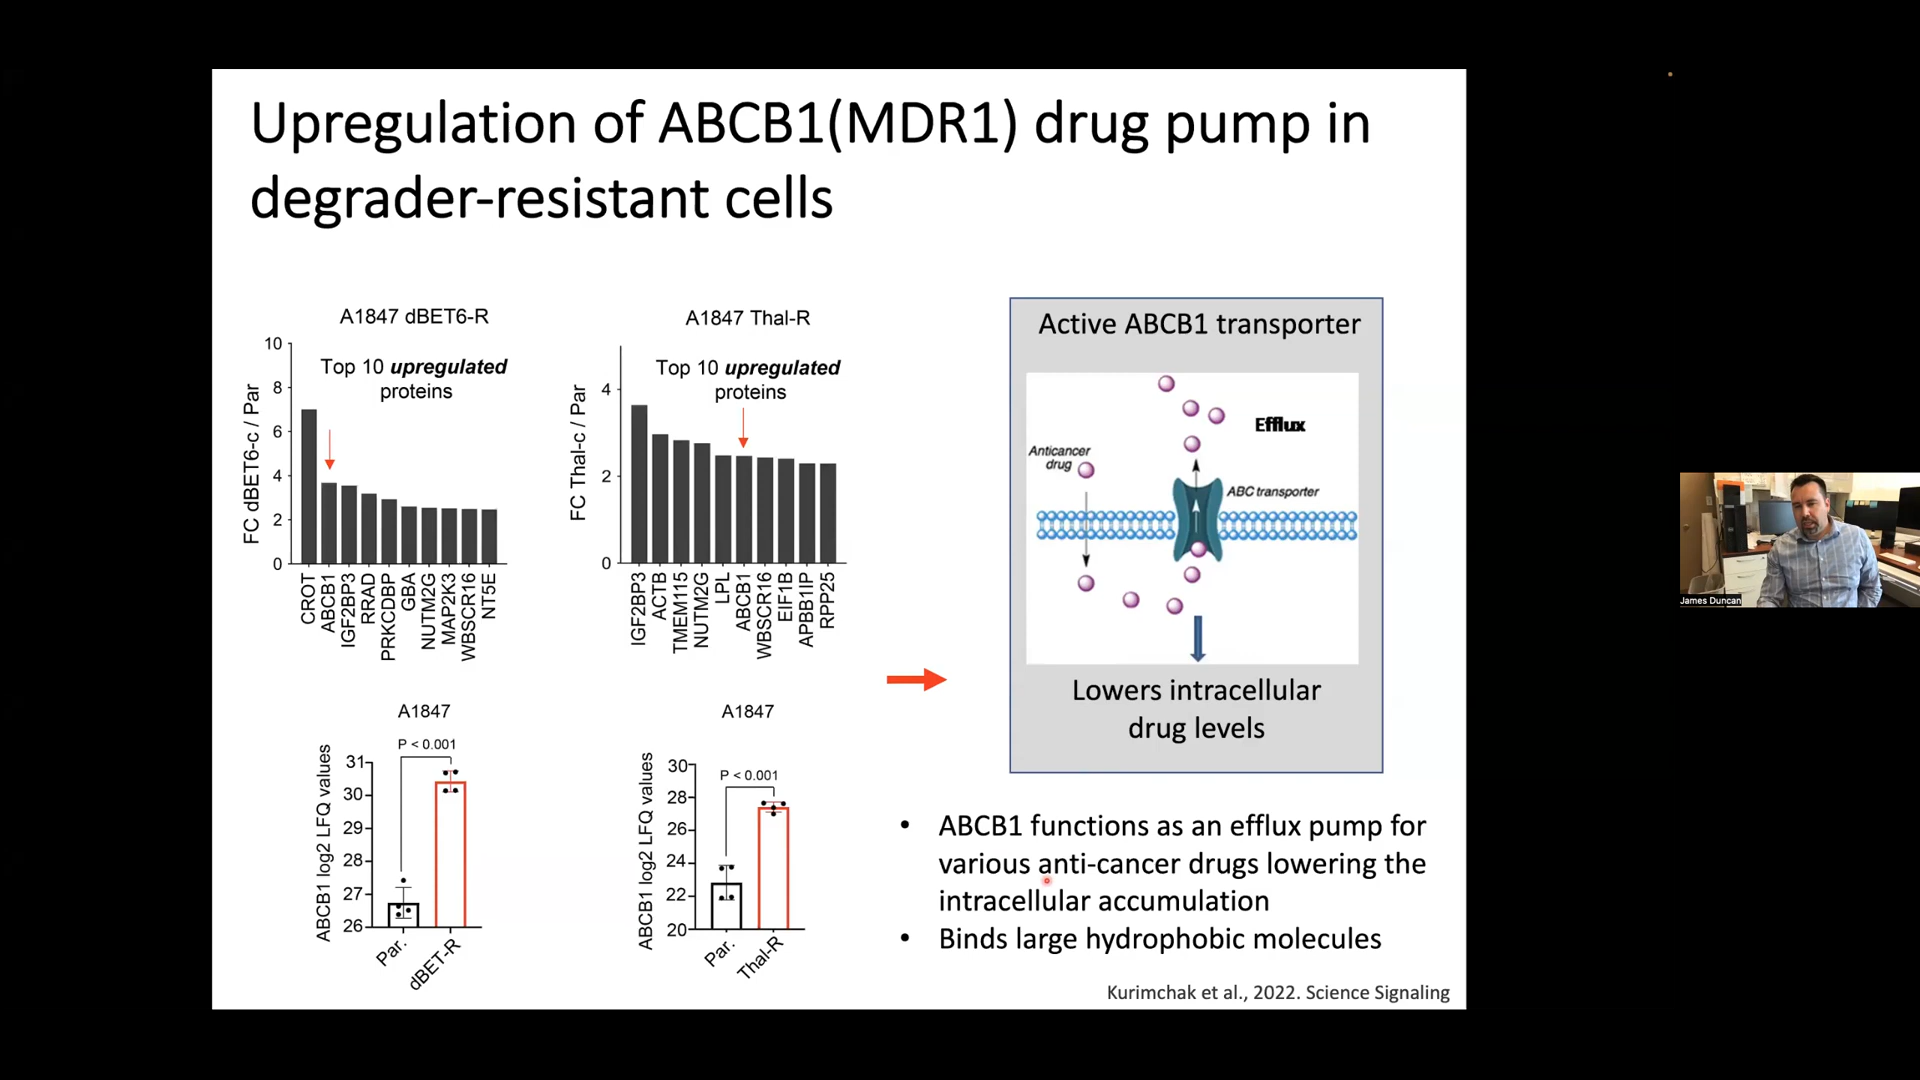 Upregulation of ABCB1(MDR1) drug pump in
degrader-resistant cells
A1847 dBET6-R
Top 10 upregulated
proteins
FC dBET6-c / Par
10
8
6
4
2
0
CROT
ABCB1
IGF2BP3
RRAD
PRKCDBP
GBA
NUTM2G
MAP2K3
WBSCR16
NT5E
A1847 Thal-R
Top 10 upregulated
proteins
FC Thal-c / Par
4
2
0
IGF2BP3
ACTB
TMEM115
NUTM2G
LPL
ABCB1
WBSCR16
EIF1B
APBB1IP
RPP25
A1847
P < 0.001
ABCB1 log2 LFQ values
31
30
29
28
27
26
Par.
dBET-R
A1847
P < 0.001
ABCB1 log2 LFQ values
30
28
26
24
22
20
Par.
Thal-R
Active ABCB1 transporter
Efflux
Anticancer
drug
ABC transporter
Lowers intracellular
drug levels
• ABCB1 functions as an efflux pump for
various anti-cancer drugs lowering the
intracellular accumulation
• Binds large hydrophobic molecules
Kurimchak et al., 2022. Science Signaling
James Duncan